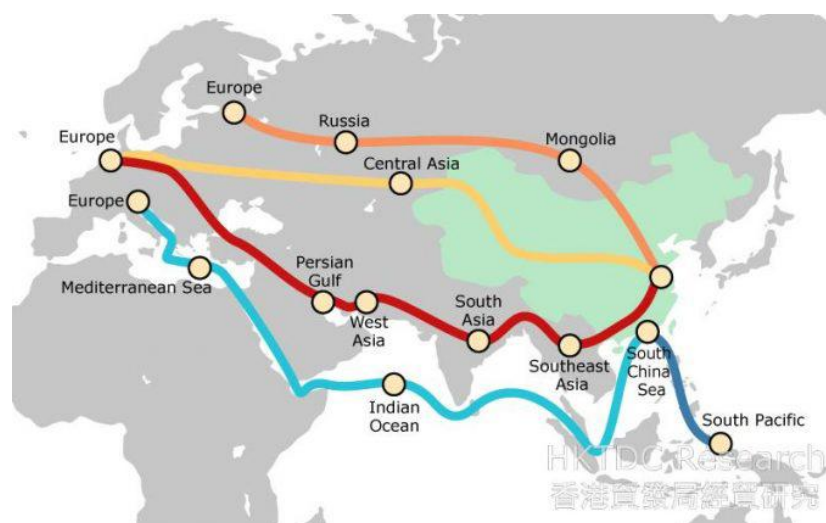 Europe
Russia
Mongolia
Europe
Central Asia
Europe
Mediterranean Sea
Persian
Gulf
West
Asia
South
Asia
Southeast
Asia
South
China
Sea
Indian
Ocean
South Pacific
HKTDC Research
香港貿發局經貿研究